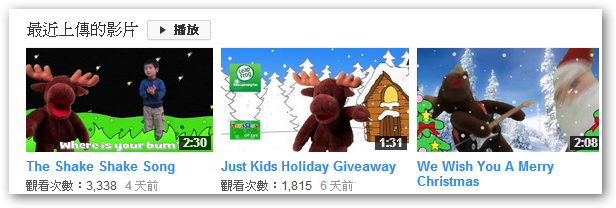 最近上傳的影片 播放
Leap Frog
Where is your bum?
2:30
1:31
2:08
The Shake Shake Song
觀看次數：3,338 4 天前
Just Kids Holiday Giveaway
觀看次數：1,815 6 天前
We Wish You A Merry
Christmas